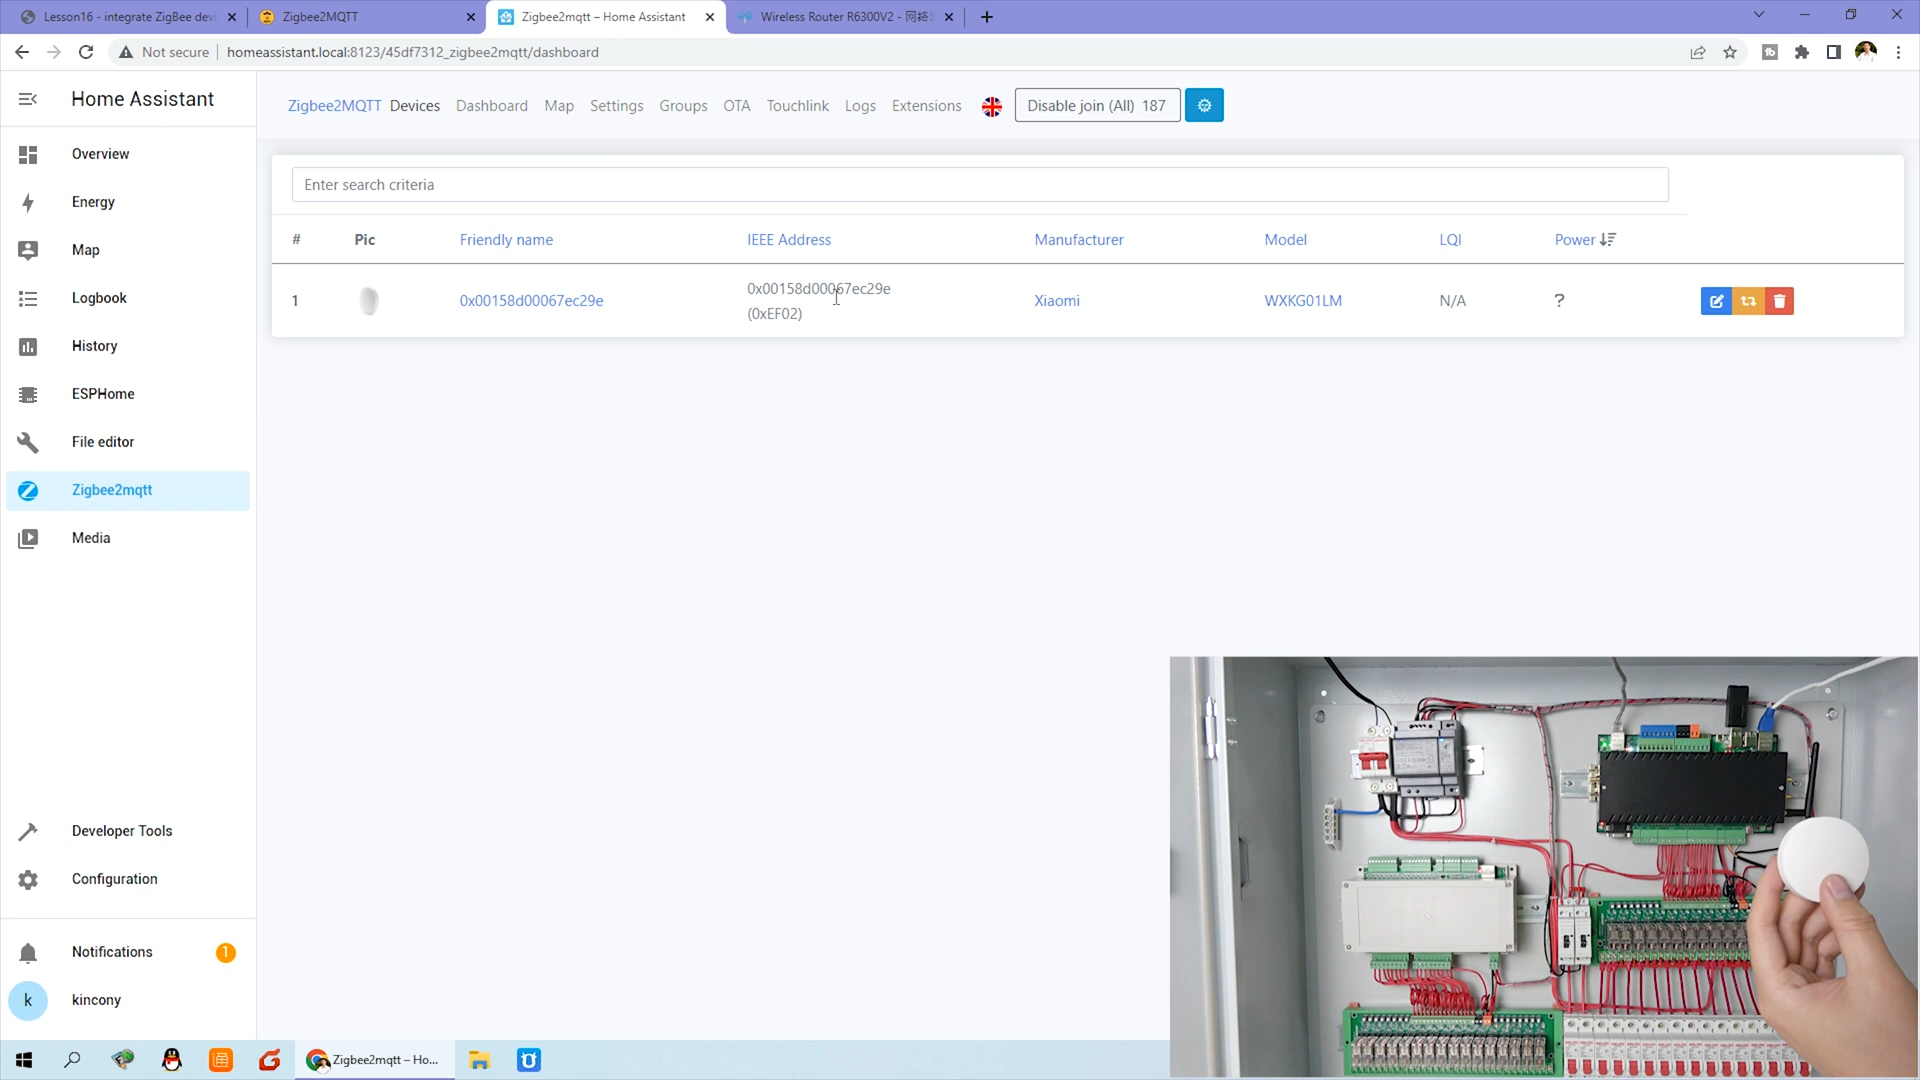 Lesson16 - integrate ZigBee devi
Zigbee2MQTT
Zigbee2mqtt – Home Assistant
Wireless Router R6300V2 - 网络
Not secure
homeassistant.local:8123/45df7312_zigbee2mqtt/dashboard
Home Assistant
Overview
Energy
Map
Logbook
History
ESPHome
File editor
Zigbee2mqtt
Media
Developer Tools
Configuration
Notifications
1
k
kincony
Zigbee2MQTT Devices Dashboard Map Settings Groups OTA Touchlink Logs Extensions
Disable join (All) 187
Enter search criteria
# Pic Friendly name IEEE Address Manufacturer Model LQI Power
1 0x00158d00067ec29e 0x00158d00067ec29e Xiaomi WXKG01LM N/A ?
(0xEF02)
Zigbee2mqtt – Ho...